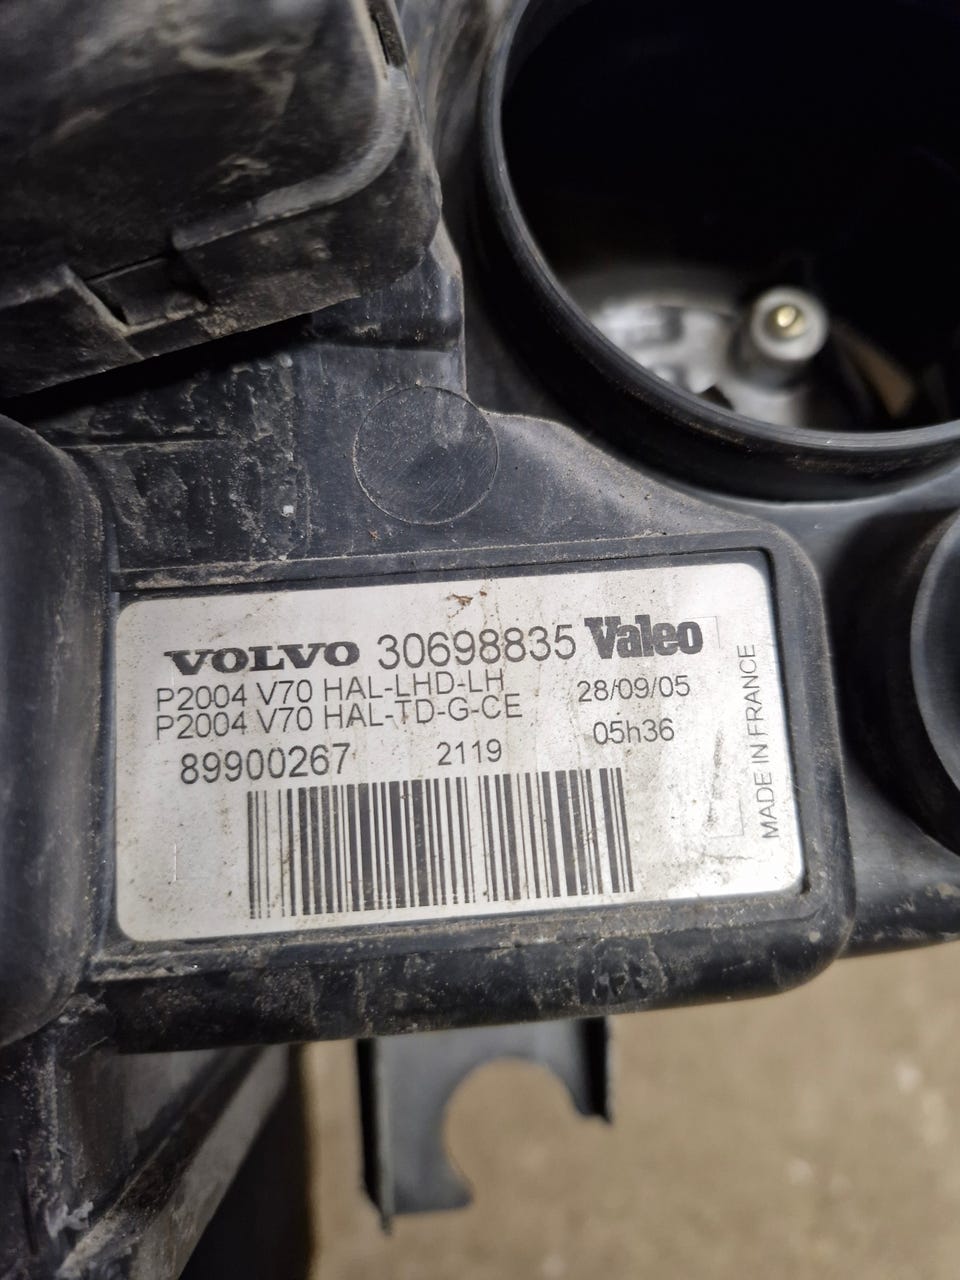 VOLVO 30698835 Valeo
P2004 V70 HAL-LHD-LH 28/09/05
P2004 V70 HAL-TD-G-CE 05h36
89900267 2119
MADE IN FRANCE